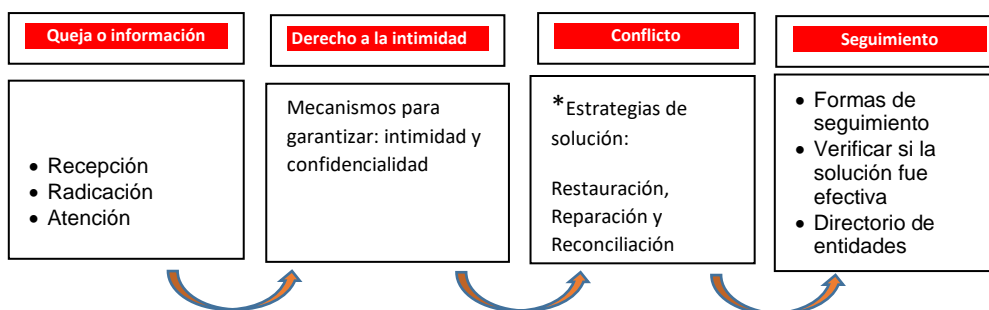 Queja o información
• Recepción
• Radicación
• Atención
Derecho a la intimidad
Mecanismos para
garantizar: intimidad y
confidencialidad
Conflicto
*Estrategias de
solución:
Restauración,
Reparación y
Reconciliación
Seguimiento
• Formas de
seguimiento
• Verificar si la
solución fue
efectiva
• Directorio de
entidades